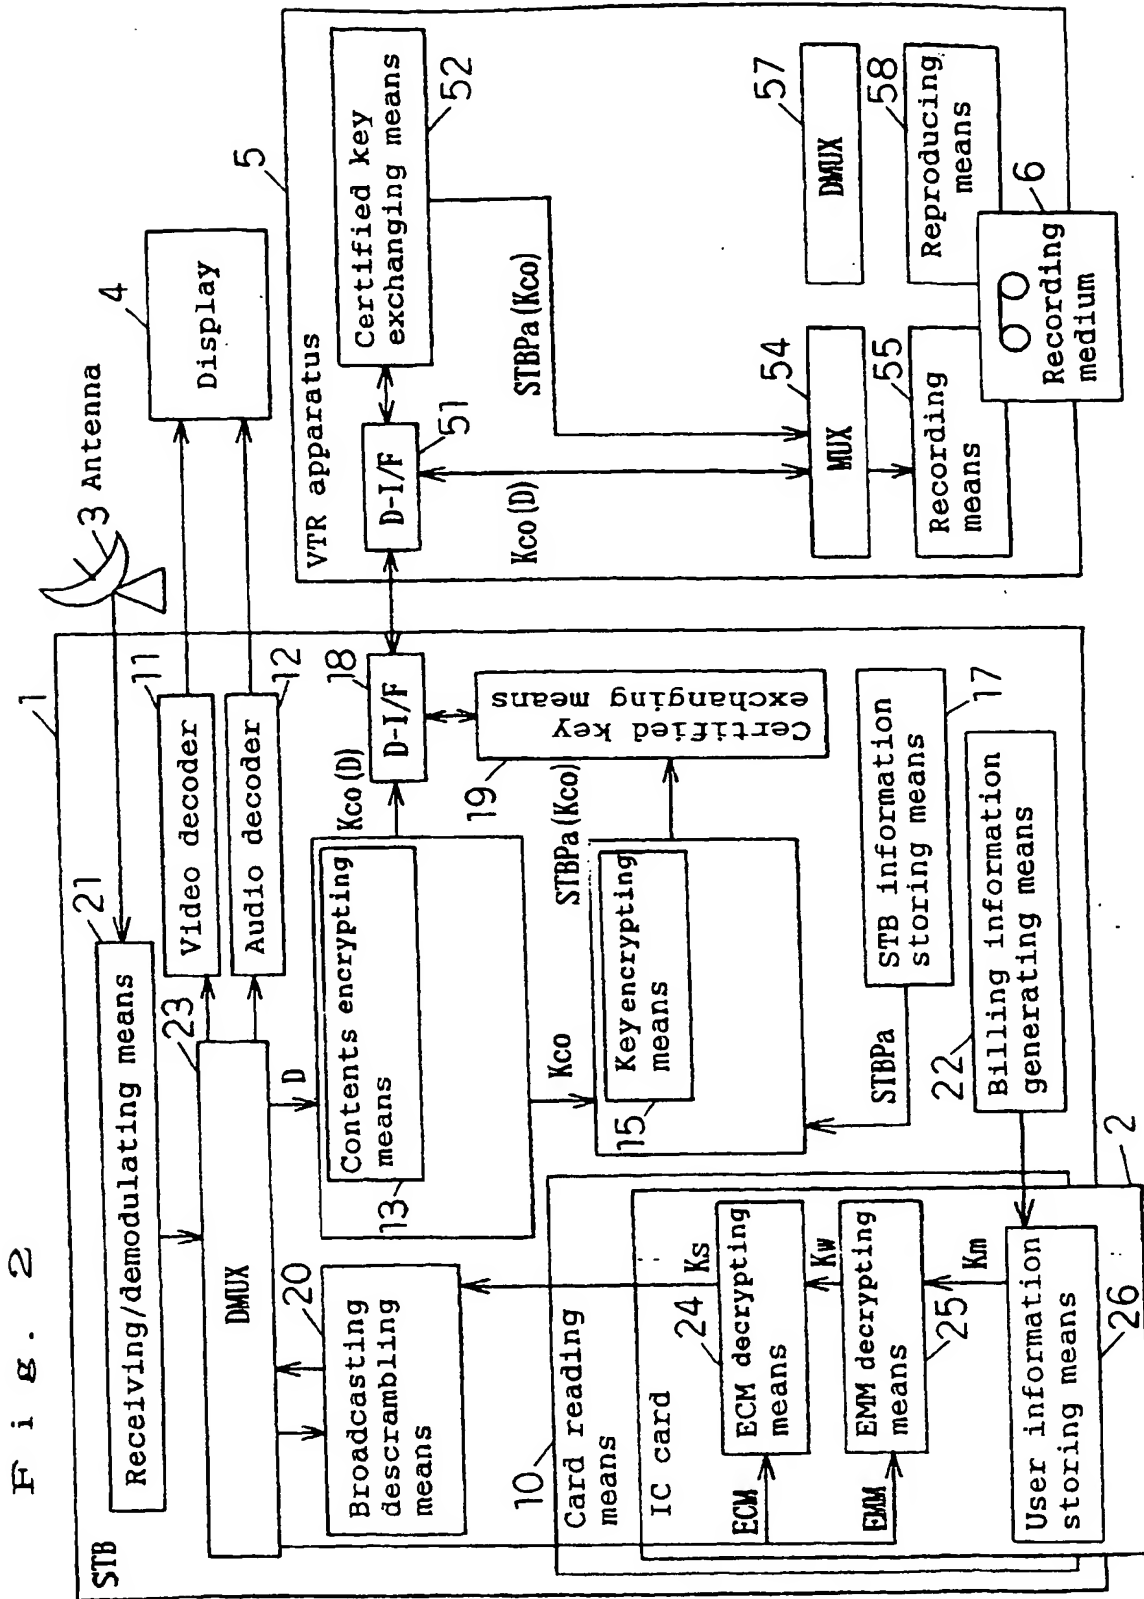 Fig. 2
STB
1
Receiving/demodulating means
21
DMUX
23
Video decoder
11
Audio decoder
12
3 Antenna
Display
4
Broadcasting
descrambling
means
20
D
Contents encrypting
means
13
Kco(D)
D-I/F
18
Certified key
exchanging means
19
STBPa(Kco)
Kco
Key encrypting
means
15
STBPa
STB information
storing means
17
Billing information
generating means
22
10
Card reading
means
IC card
2
ECM
ECM decrypting
means
24
Ks
Kw
EMM
EMM decrypting
means
25
Km
User information
storing means
26
VTR apparatus
5
D-I/F
51
Certified key
exchanging means
52
STBPa(Kco)
Kco(D)
MUX
54
DMUX
57
Recording
means
55
Reproducing
means
58
Recording
medium
6